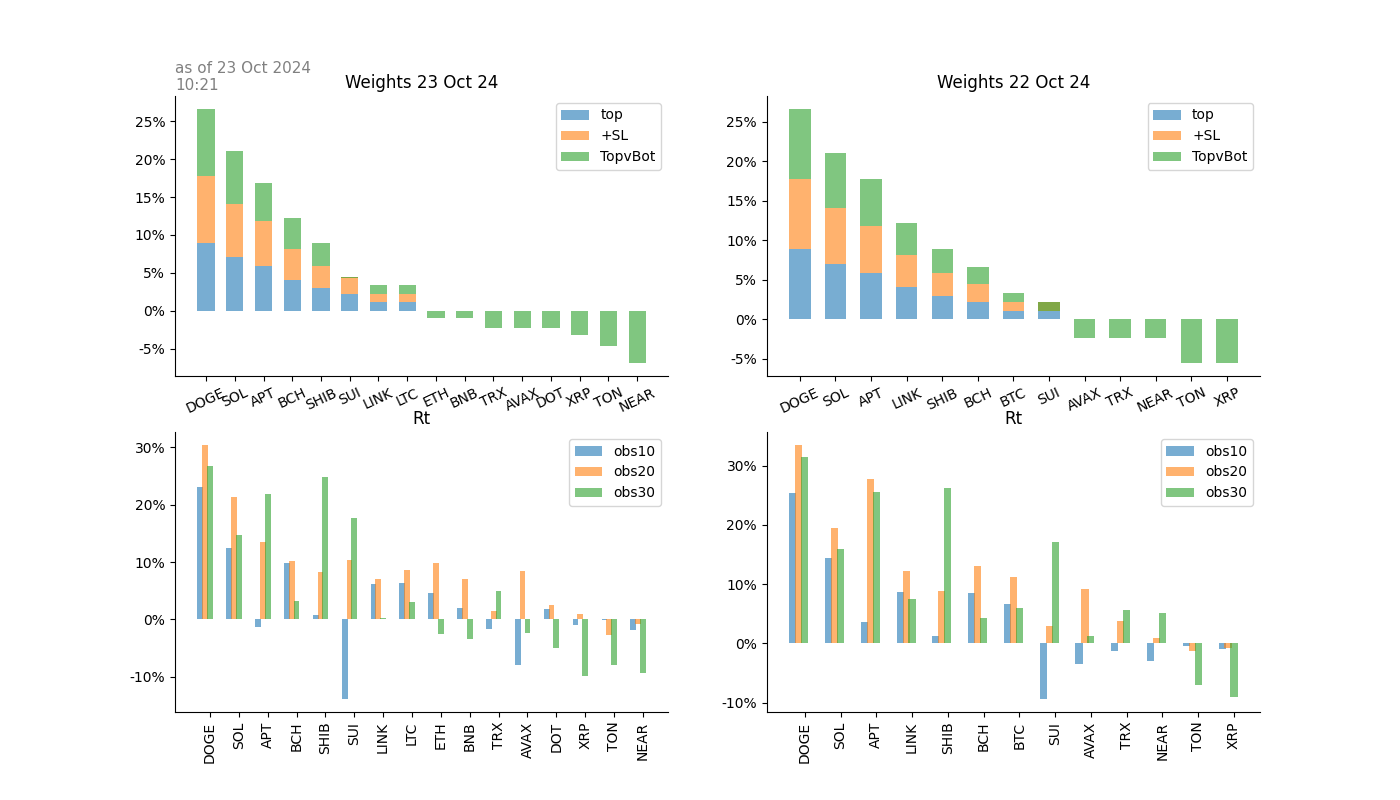 as of 23 Oct 2024
10:21
Weights 23 Oct 24
top
+SL
TopvBot
25%
20%
15%
10%
5%
0%
-5%
DOGE SOL APT BCH SHIB SUI LINK LTC ETH BNB TRX AVAX DOT XRP TON NEAR
Weights 22 Oct 24
top
+SL
TopvBot
25%
20%
15%
10%
5%
0%
-5%
DOGE SOL APT LINK SHIB BCH BTC SUI AVAX TRX NEAR TON XRP
Rt
obs10
obs20
obs30
30%
20%
10%
0%
-10%
DOGE SOL APT BCH SHIB SUI LINK LTC ETH BNB TRX AVAX DOT XRP TON NEAR
Rt
obs10
obs20
obs30
30%
20%
10%
0%
-10%
DOGE SOL APT LINK SHIB BCH BTC SUI AVAX TRX NEAR TON XRP